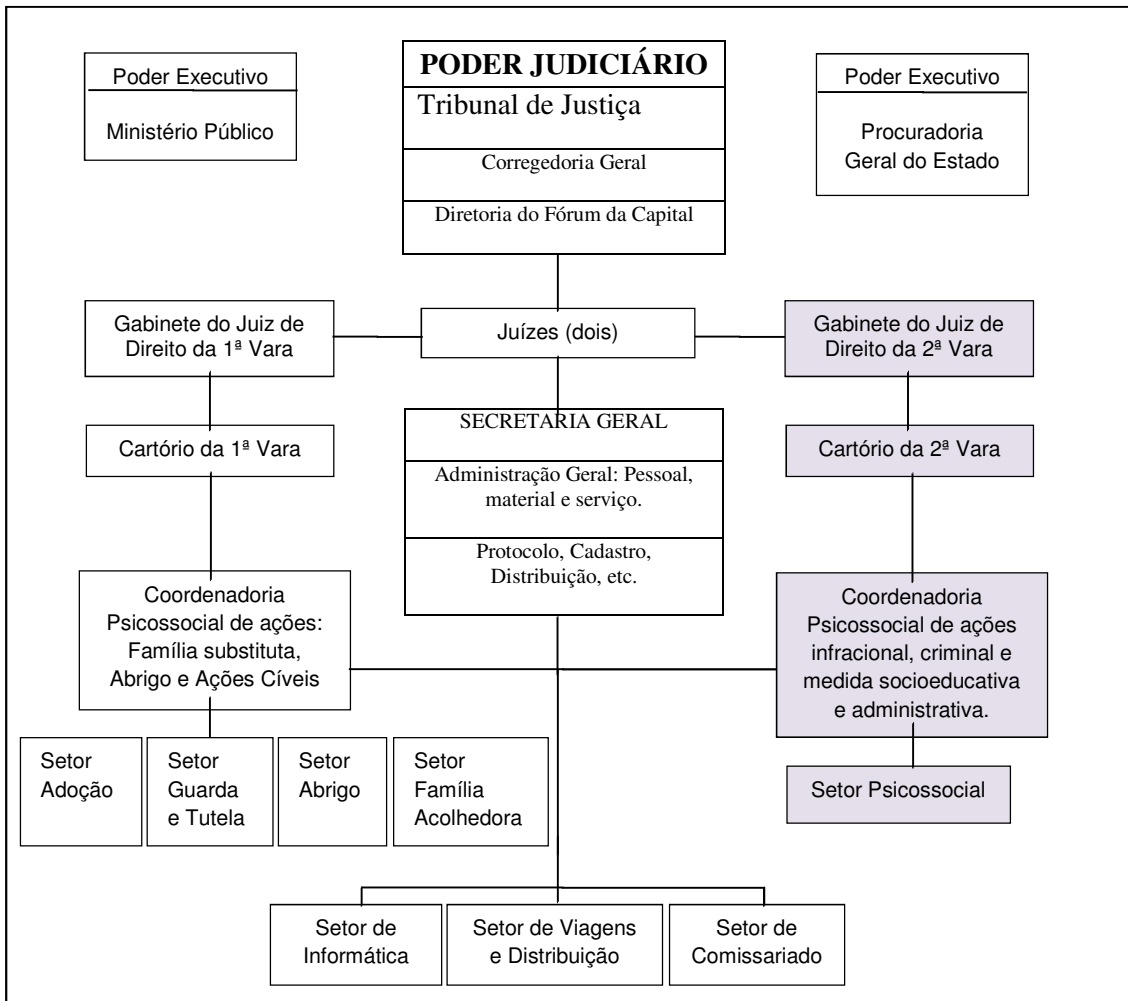 Poder Executivo
Ministério Público
PODER JUDICIÁRIO
Tribunal de Justiça
Corregedoria Geral
Diretoria do Fórum da Capital
Poder Executivo
Procuradoria
Geral do Estado
Gabinete do Juiz de
Direito da 1ª Vara
Juízes (dois)
Gabinete do Juiz de
Direito da 2ª Vara
Cartório da 1ª Vara
SECRETARIA GERAL
Administração Geral: Pessoal,
material e serviço.
Protocolo, Cadastro,
Distribuição, etc.
Cartório da 2ª Vara
Coordenadoria
Psicossocial de ações:
Família substituta,
Abrigo e Ações Cíveis
Coordenadoria
Psicossocial de ações
infracional, criminal e
medida socioeducativa
e administrativa.
Setor
Adoção
Setor
Guarda
e Tutela
Setor
Abrigo
Setor
Família
Acolhedora
Setor Psicossocial
Setor de
Informática
Setor de Viagens
e Distribuição
Setor de
Comissariado